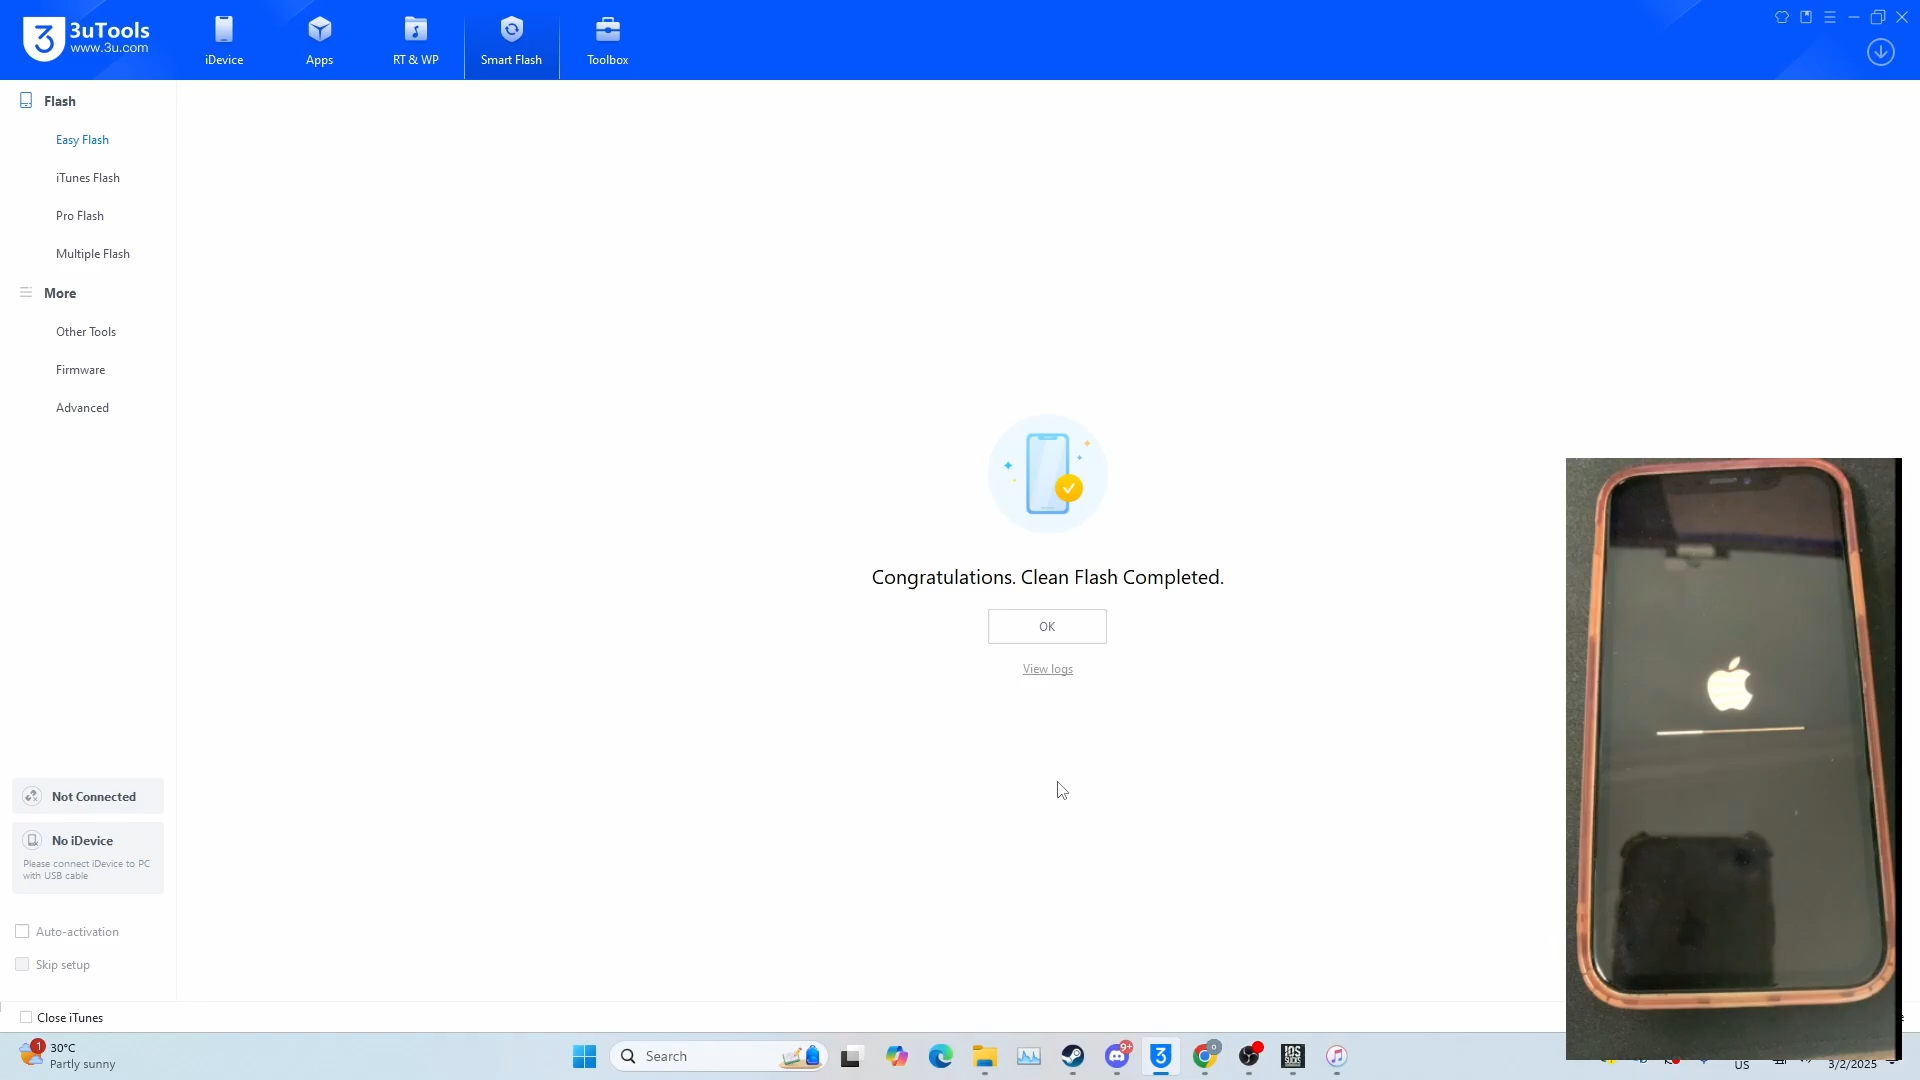 3uTools
www.3u.com
iDevice
Apps
RT & WP
Smart Flash
Toolbox
Flash
Easy Flash
iTunes Flash
Pro Flash
Multiple Flash
More
Other Tools
Firmware
Advanced
Congratulations. Clean Flash Completed.
OK
View logs
Not Connected
No iDevice
Please connect iDevice to PC
with USB cable
Auto-activation
Skip setup
Close iTunes
1
30°C
Partly sunny
Search
9+
3
US
3/2/2025